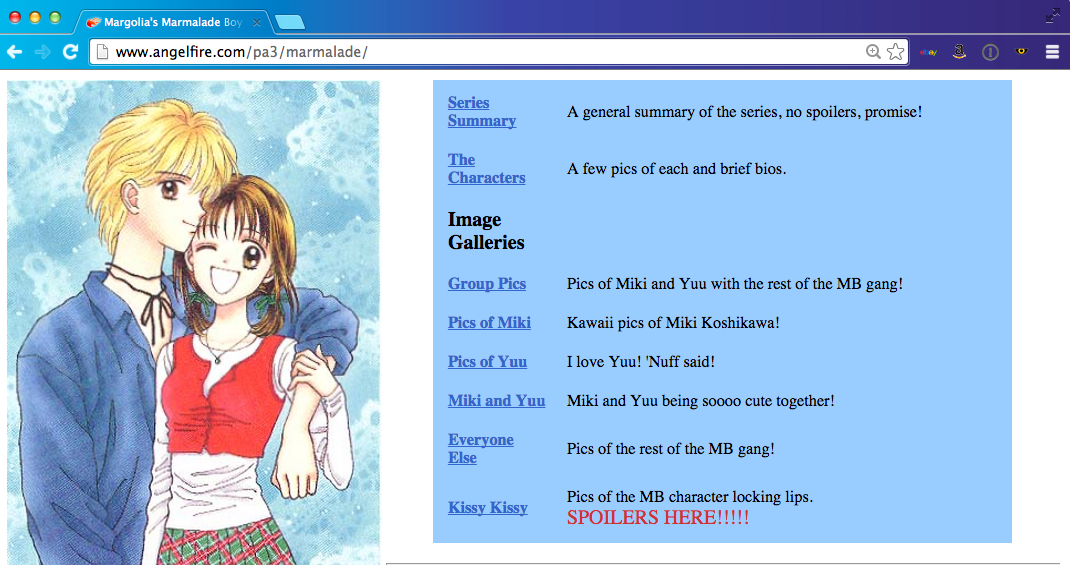 Margolia's Marmalade Boy
www.angelfire.com/pa3/marmalade/
ebay
Series
Summary
A general summary of the series, no spoilers, promise!
The
Characters
A few pics of each and brief bios.
Image
Galleries
Group Pics
Pics of Miki and Yuu with the rest of the MB gang!
Pics of Miki
Kawaii pics of Miki Koshikawa!
Pics of Yuu
I love Yuu! 'Nuff said!
Miki and Yuu
Miki and Yuu being soooo cute together!
Everyone
Else
Pics of the rest of the MB gang!
Kissy Kissy
Pics of the MB character locking lips.
SPOILERS HERE!!!!!